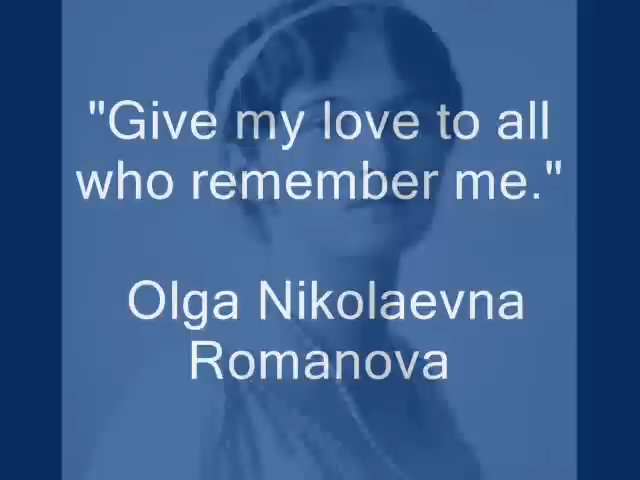 "Give my love to all
who remember me."
Olga Nikolaevna
Romanova